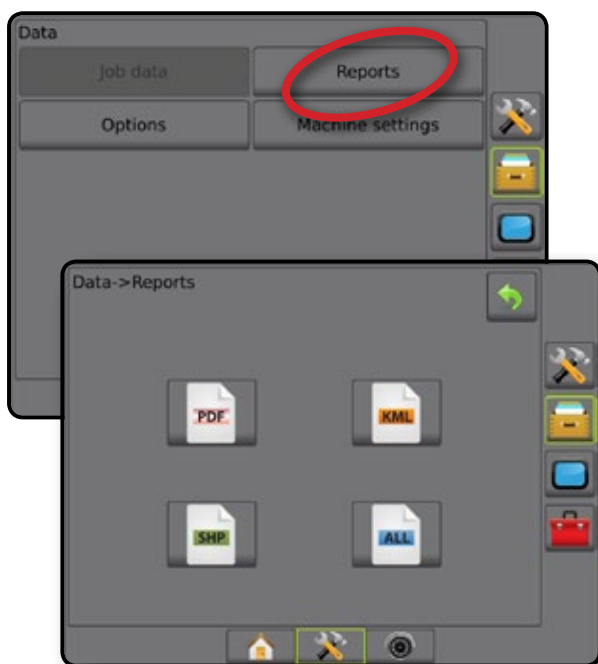 Data
Job data Reports
Options Machine settings
Data->Reports
PDF KML
SHP ALL